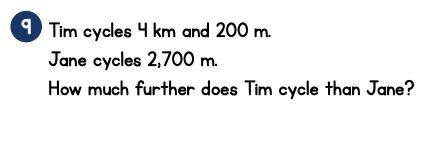 9 Tim cycles 4 km and 200 m.
Jane cycles 2,700 m.
How much further does Tim cycle than Jane?